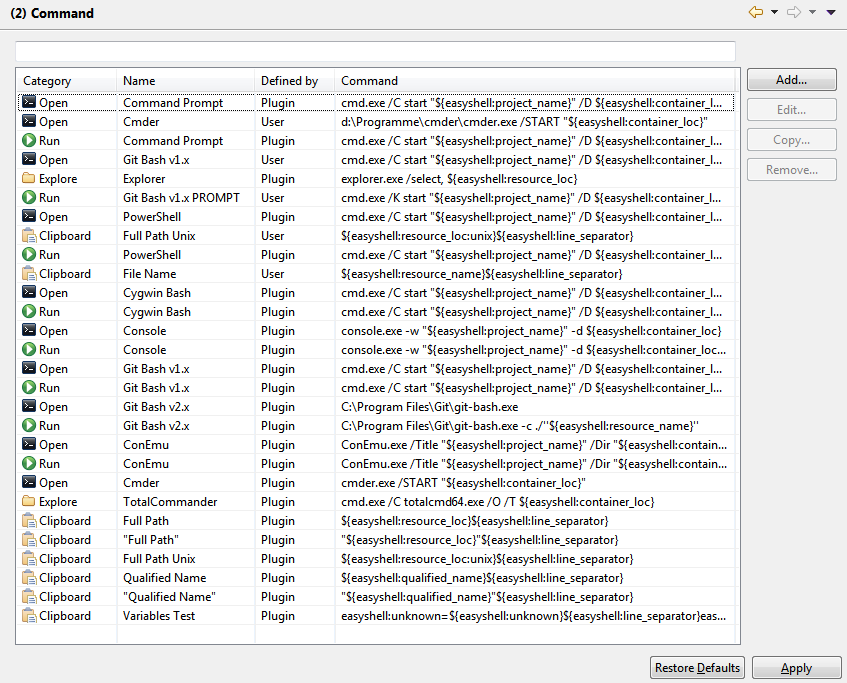 (2) Command
Category Name Defined by Command
Open Command Prompt Plugin cmd.exe /C start "${easyshell:project_name}" /D ${easyshell:container_l...
Open Cmder User d:\Programme\cmder\cmder.exe /START "${easyshell:container_loc}"
Run Command Prompt Plugin cmd.exe /C start "${easyshell:project_name}" /D ${easyshell:container_l...
Open Git Bash v1.x User cmd.exe /C start "${easyshell:project_name}" /D ${easyshell:container_l...
Explore Explorer Plugin explorer.exe /select, ${easyshell:resource_loc}
Run Git Bash v1.x PROMPT User cmd.exe /K start "${easyshell:project_name}" /D ${easyshell:container_l...
Open PowerShell Plugin cmd.exe /C start "${easyshell:project_name}" /D ${easyshell:container_l...
Clipboard Full Path Unix User ${easyshell:resource_loc:unix}${easyshell:line_separator}
Run PowerShell Plugin cmd.exe /C start "${easyshell:project_name}" /D ${easyshell:container_l...
Clipboard File Name User ${easyshell:resource_name}${easyshell:line_separator}
Open Cygwin Bash Plugin cmd.exe /C start "${easyshell:project_name}" /D ${easyshell:container_l...
Run Cygwin Bash Plugin cmd.exe /C start "${easyshell:project_name}" /D ${easyshell:container_l...
Open Console Plugin console.exe -w "${easyshell:project_name}" -d ${easyshell:container_loc}
Run Console Plugin console.exe -w "${easyshell:project_name}" -d ${easyshell:container_loc...
Open Git Bash v1.x Plugin cmd.exe /C start "${easyshell:project_name}" /D ${easyshell:container_l...
Run Git Bash v1.x Plugin cmd.exe /C start "${easyshell:project_name}" /D ${easyshell:container_l...
Open Git Bash v2.x Plugin C:\Program Files\Git\git-bash.exe
Run Git Bash v2.x Plugin C:\Program Files\Git\git-bash.exe -c ./''${easyshell:resource_name}''
Open ConEmu Plugin ConEmu.exe /Title "${easyshell:project_name}" /Dir "${easyshell:contain...
Run ConEmu Plugin ConEmu.exe /Title "${easyshell:project_name}" /Dir "${easyshell:contain...
Open Cmder Plugin cmder.exe /START "${easyshell:container_loc}"
Explore TotalCommander Plugin cmd.exe /C totalcmd64.exe /O /T ${easyshell:container_loc}
Clipboard Full Path Plugin ${easyshell:resource_loc}${easyshell:line_separator}
Clipboard "Full Path" Plugin "${easyshell:resource_loc}"${easyshell:line_separator}
Clipboard Full Path Unix Plugin ${easyshell:resource_loc:unix}${easyshell:line_separator}
Clipboard Qualified Name Plugin ${easyshell:qualified_name}${easyshell:line_separator}
Clipboard "Qualified Name" Plugin "${easyshell:qualified_name}"${easyshell:line_separator}
Clipboard Variables Test Plugin easyshell:unknown=${easyshell:unknown}${easyshell:line_separator}eas...
Add...
Edit...
Copy...
Remove...
Restore Defaults Apply